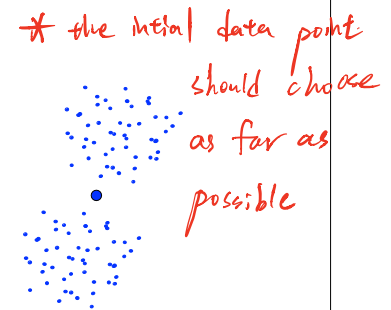 * the intial data point
should choose
as far as
possible